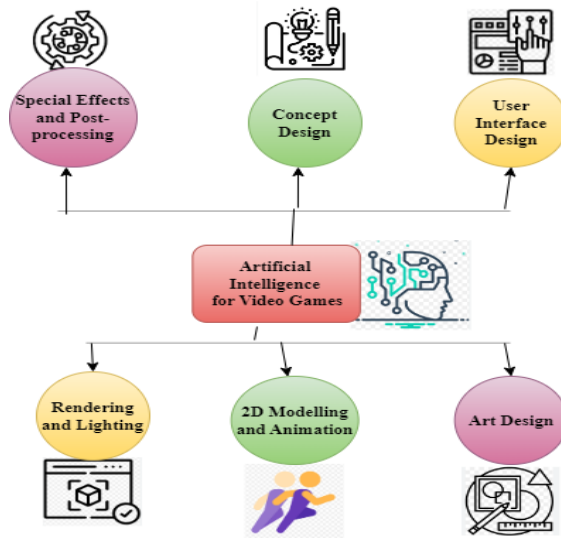 Special Effects
and Post-
processing
Concept
Design
User
Interface
Design
Artificial
Intelligence
for Video Games
Rendering
and Lighting
2D Modelling
and Animation
Art Design